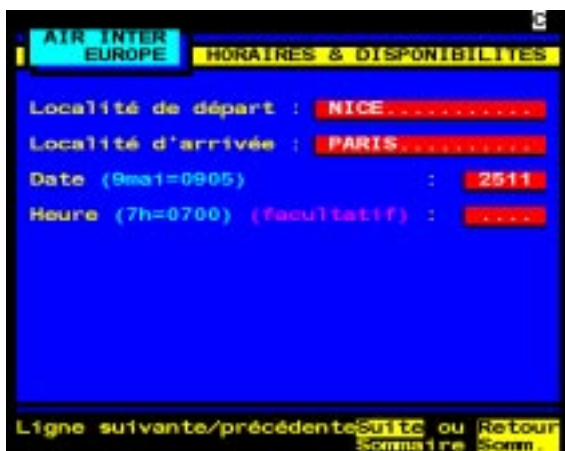 C
AIR INTER
EUROPE
HORAIRES & DISPONIBILITES
Localité de départ : NICE...........
Localité d'arrivée : PARIS..........
Date (9mai=0905) : 2511
Heure (7h=0700) (facultatif) : ....
Ligne suivante/précédente Suite ou Retour
Sommaire Somm.